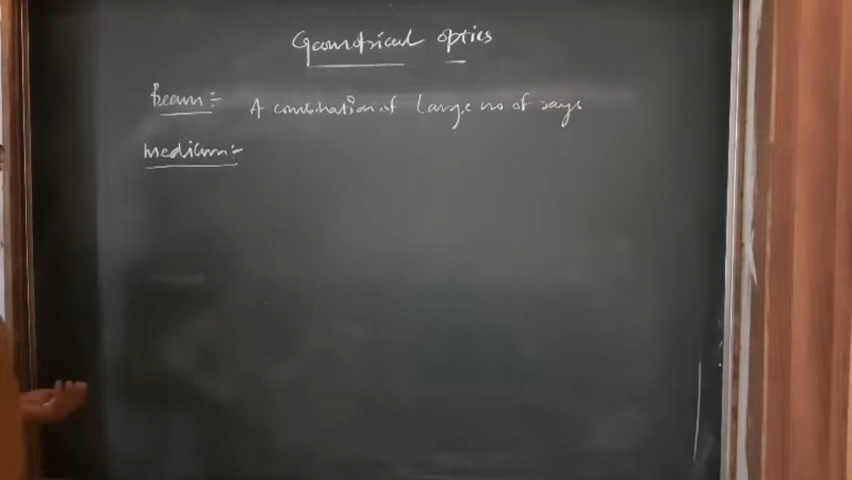 Geometrical optics
Beam:- A combination of large no of rays
Medium:-